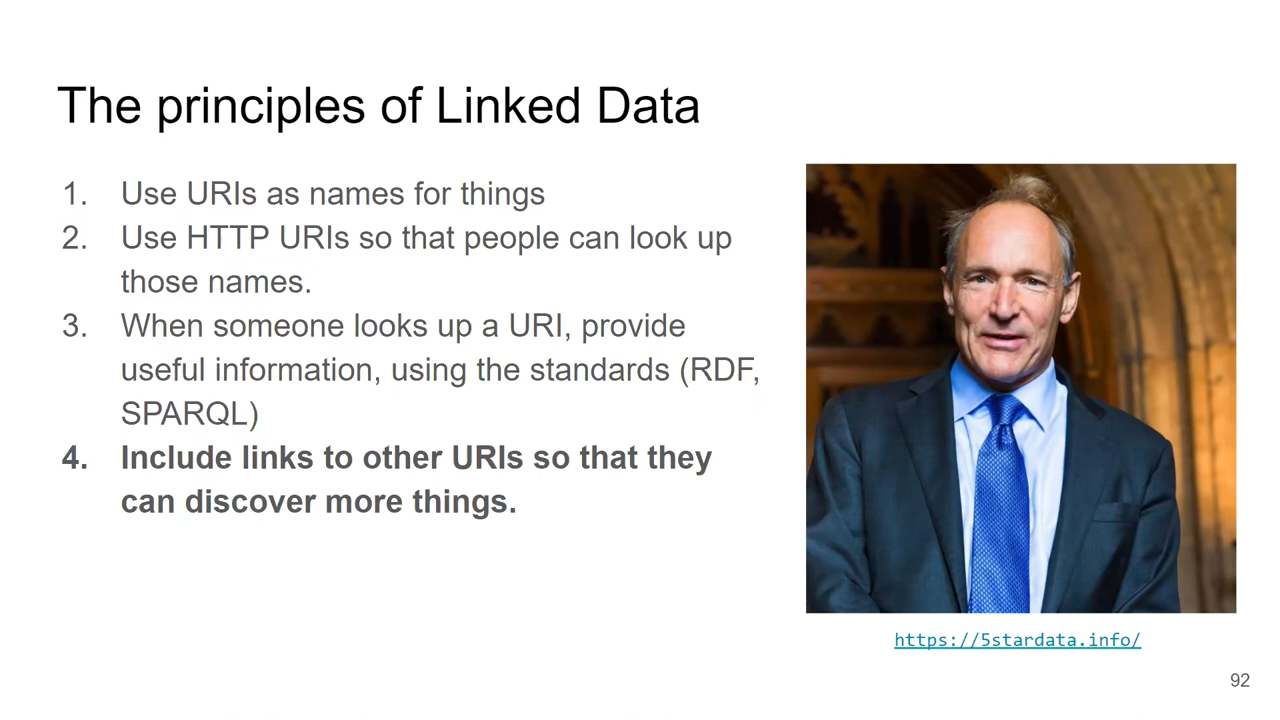 The principles of Linked Data
1. Use URIs as names for things
2. Use HTTP URIs so that people can look up
those names.
3. When someone looks up a URI, provide
useful information, using the standards (RDF,
SPARQL)
4. Include links to other URIs so that they
can discover more things.
https://5stardata.info/
92